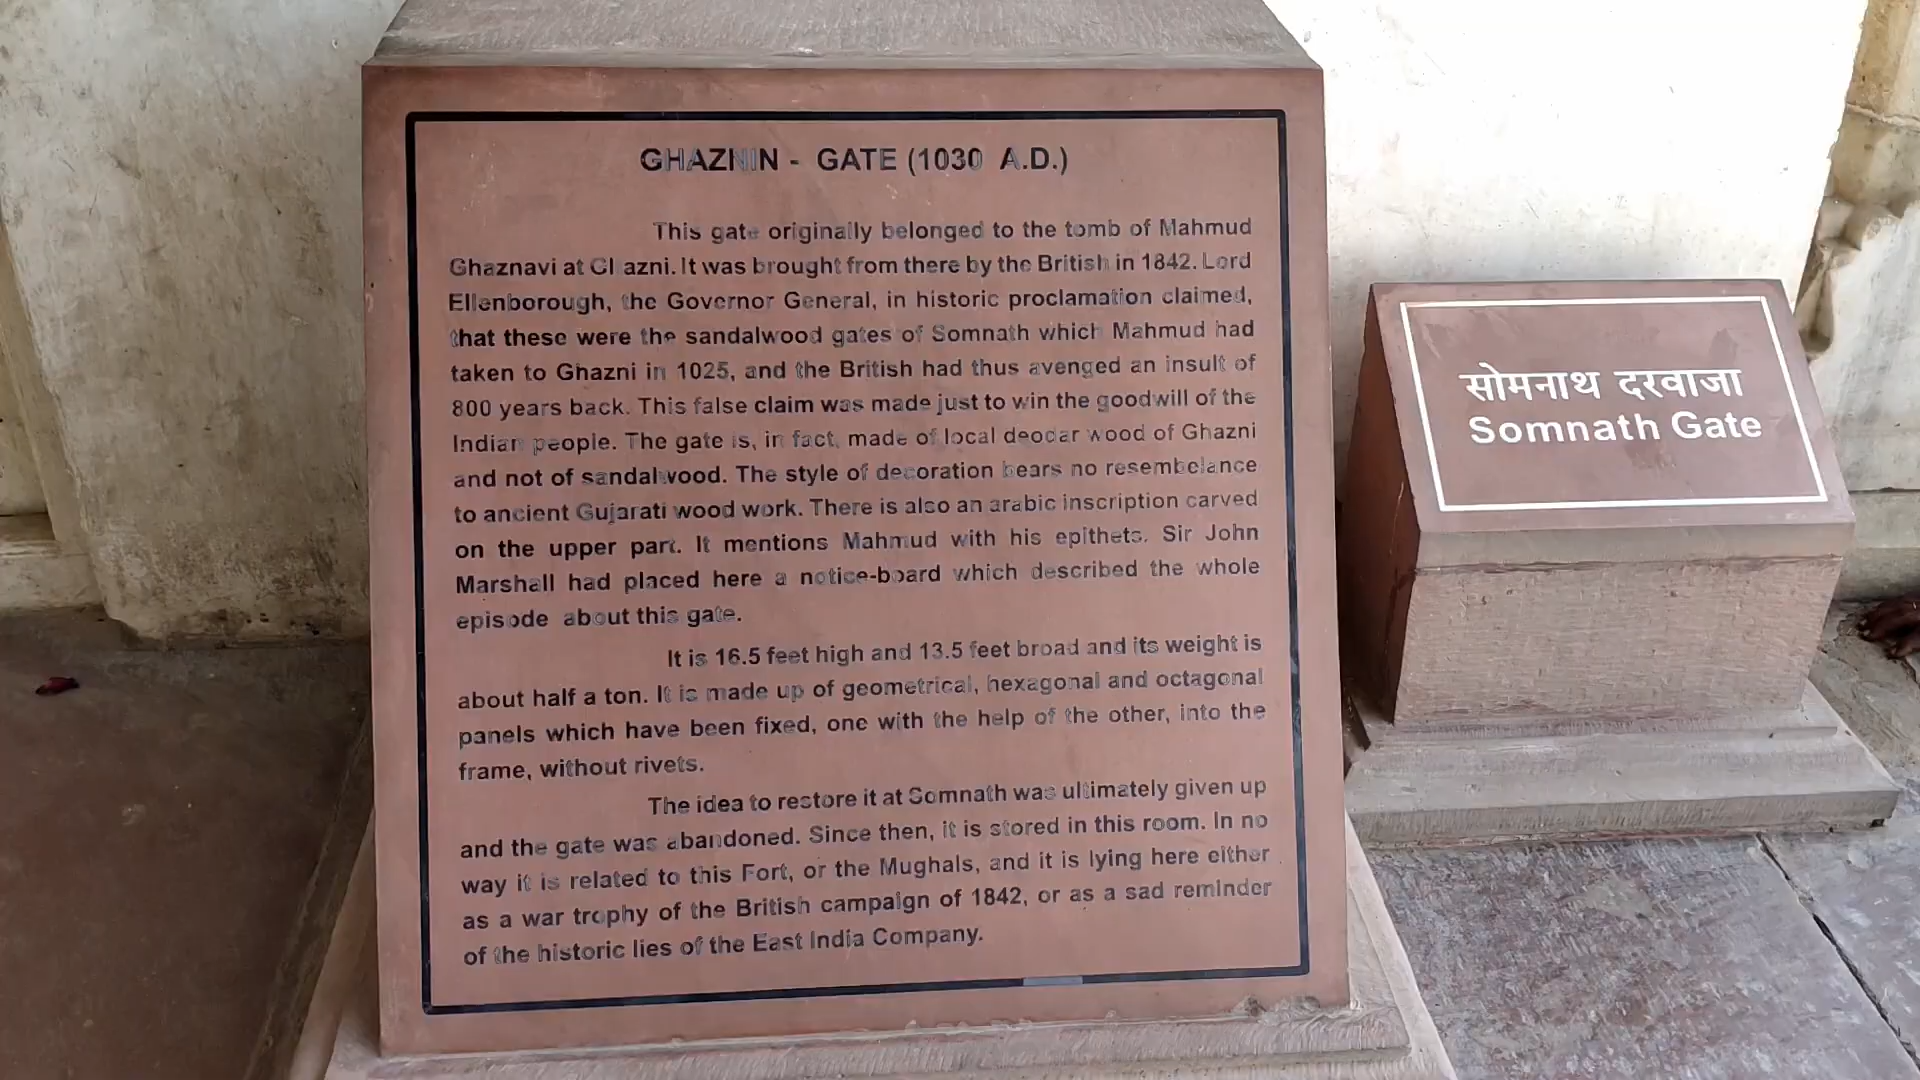 GHAZNIN - GATE (1030 A.D.)
This gate originally belonged to the tomb of Mahmud
Ghaznavi at Ghazni. It was brought from there by the British in 1842. Lord
Ellenborough, the Governor General, in historic proclamation claimed,
that these were the sandalwood gates of Somnath which Mahmud had
taken to Ghazni in 1025, and the British had thus avenged an insult of
800 years back. This false claim was made just to win the goodwill of the
Indian people. The gate is, in fact, made of local deodar wood of Ghazni
and not of sandalwood. The style of decoration bears no resembelance
to ancient Gujarati wood work. There is also an arabic inscription carved
on the upper part. It mentions Mahmud with his epithets. Sir John
Marshall had placed here a notice-board which described the whole
episode about this gate.
It is 16.5 feet high and 13.5 feet broad and its weight is
about half a ton. It is made up of geometrical, hexagonal and octagonal
panels which have been fixed, one with the help of the other, into the
frame, without rivets.
The idea to restore it at Somnath was ultimately given up
and the gate was abandoned. Since then, it is stored in this room. In no
way it is related to this Fort, or the Mughals, and it is lying here either
as a war trophy of the British campaign of 1842, or as a sad reminder
of the historic lies of the East India Company.
सोमनाथ दरवाजा
Somnath Gate